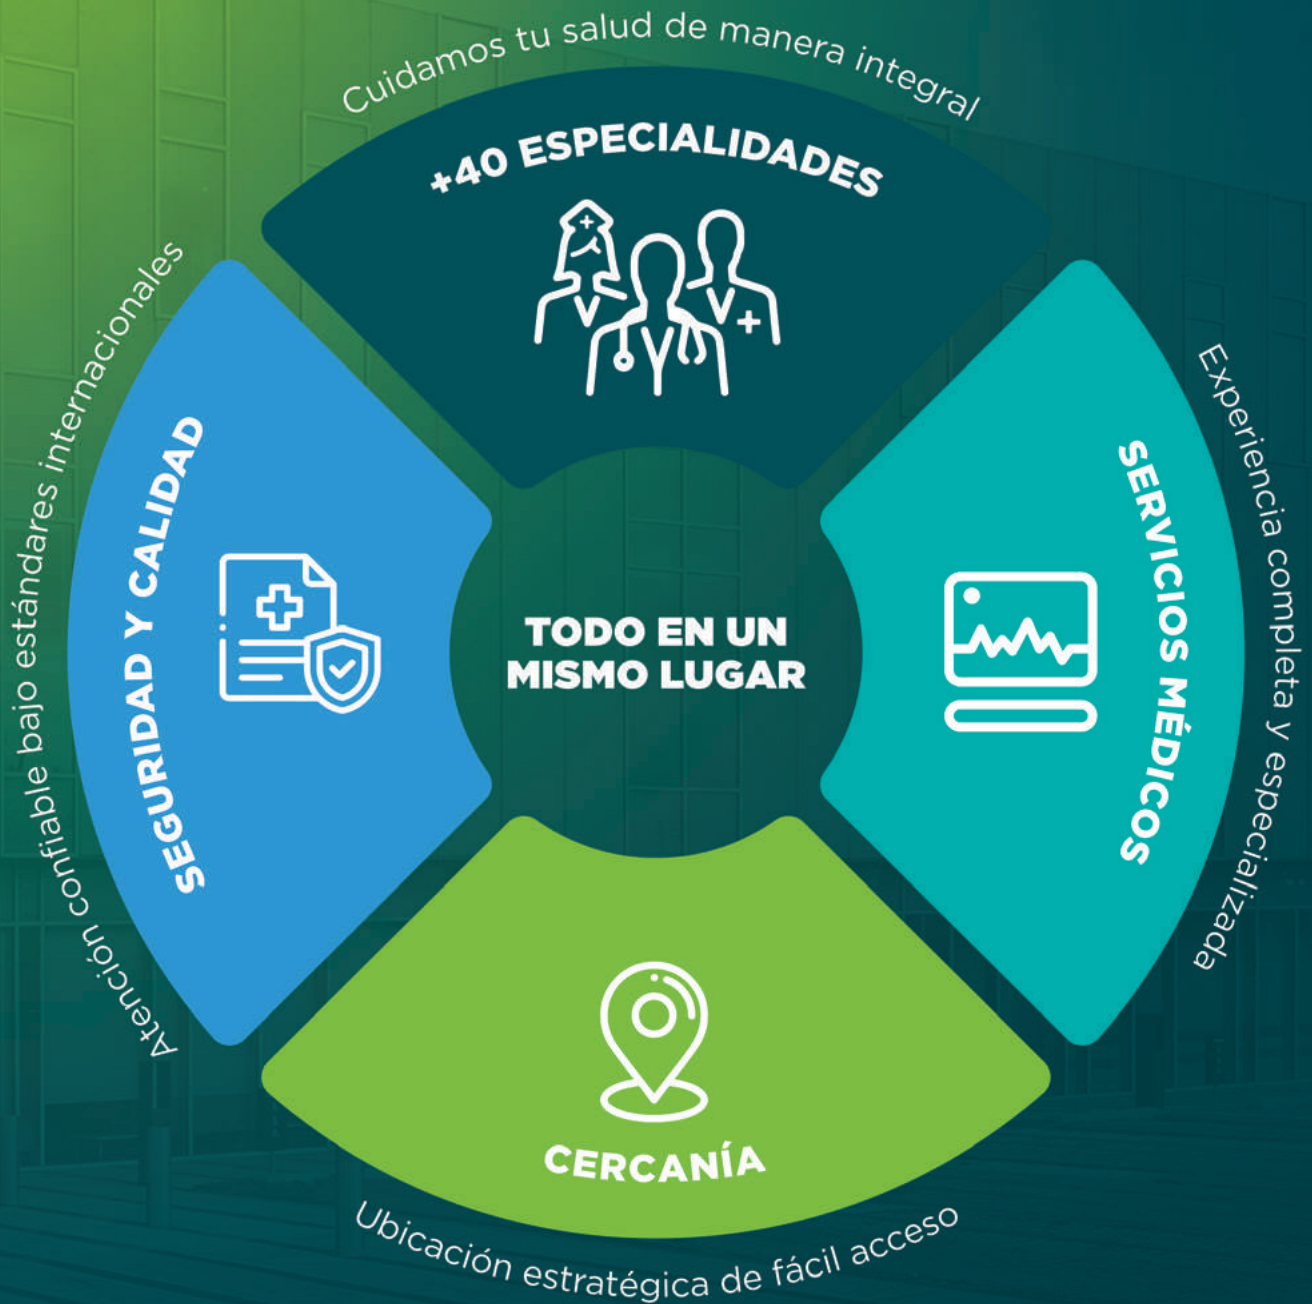 Cuidamos tu salud de manera integral
+40 ESPECIALIDADES
Experiencia completa y especializada
SERVICIOS MÉDICOS
Atención confiable bajo estándares internacionales
SEGURIDAD Y CALIDAD
TODO EN UN
MISMO LUGAR
CERCANÍA
Ubicación estratégica de fácil acceso